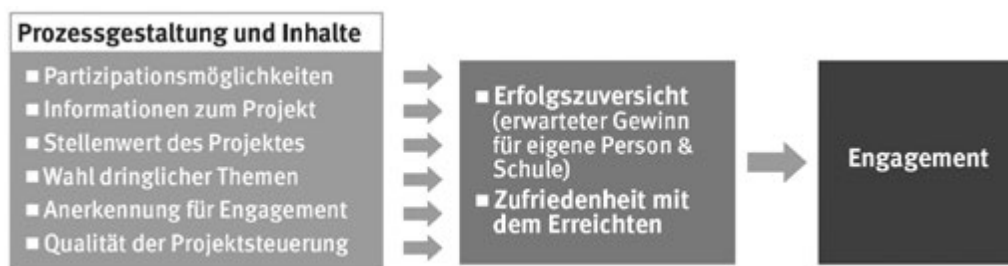 Prozessgestaltung und Inhalte
Partizipationsmöglichkeiten
Informationen zum Projekt
Stellenwert des Projektes
Wahl dringlicher Themen
Anerkennung für Engagement
Qualität der Projektsteuerung
Erfolgszuversicht
(erwarteter Gewinn
für eigene Person &
Schule)
Zufriedenheit mit
dem Erreichten
Engagement